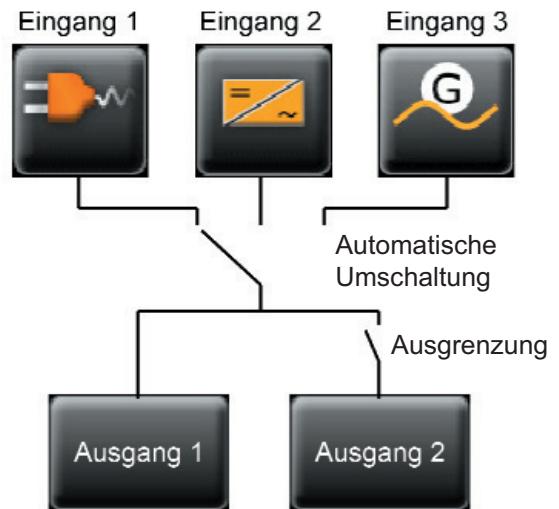 Eingang 1
Eingang 2
Eingang 3
G
Automatische
Umschaltung
Ausgrenzung
Ausgang 1
Ausgang 2